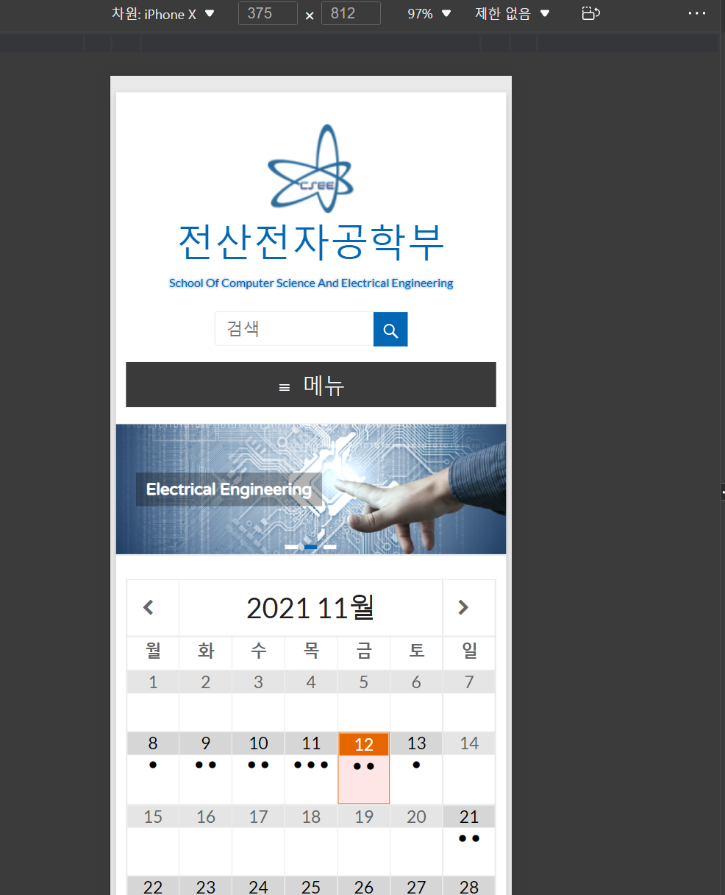 차원: iPhone X ▼ 375 × 812 97% ▼ 제한 없음 ▼ ···
CSEE
전산전자공학부
School Of Computer Science And Electrical Engineering
검색
≡ 메뉴
Electrical Engineering
2021 11월
월 화 수 목 금 토 일
1 2 3 4 5 6 7
8 9 10 11 12 13 14
15 16 17 18 19 20 21
22 23 24 25 26 27 28